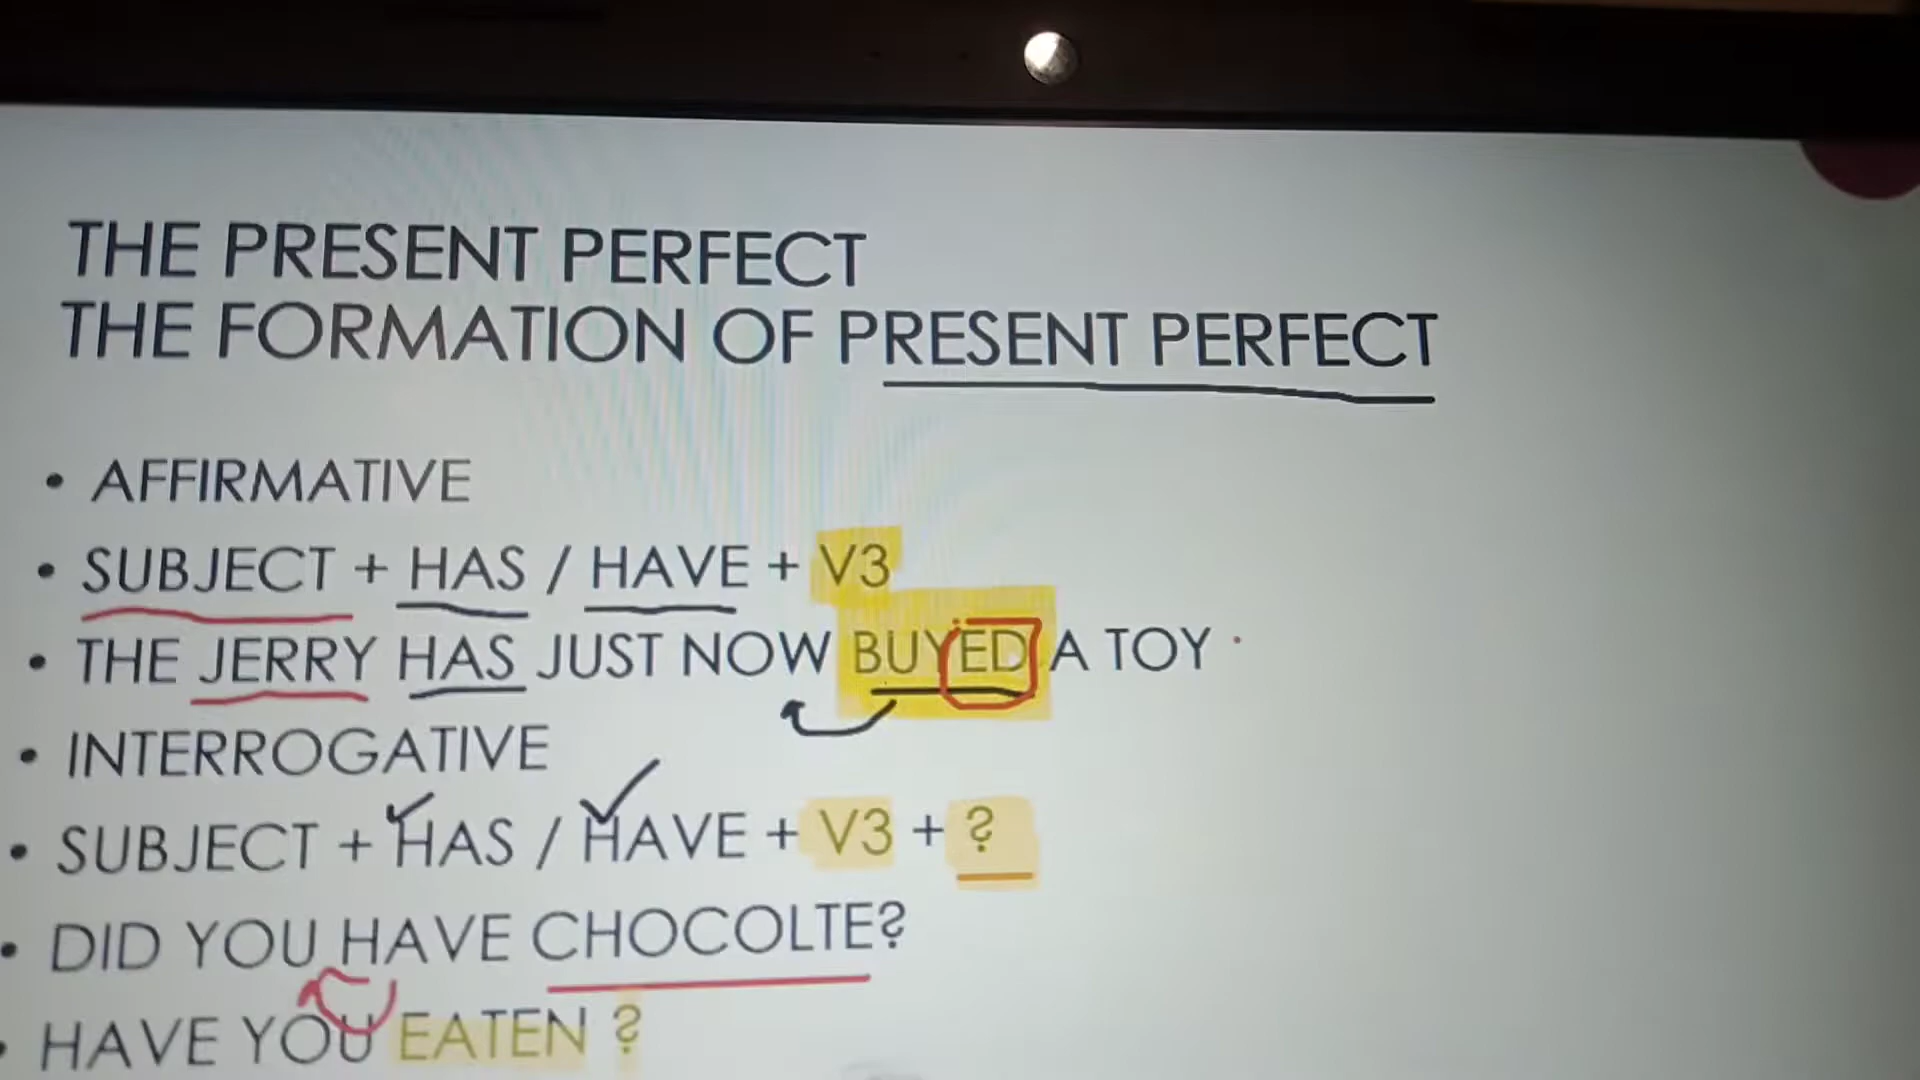 THE PRESENT PERFECT
THE FORMATION OF PRESENT PERFECT
• AFFIRMATIVE
• SUBJECT + HAS / HAVE + V3
• THE JERRY HAS JUST NOW BUYED A TOY
• INTERROGATIVE
• SUBJECT + HAS / HAVE + V3 + ?
• DID YOU HAVE CHOCOLTE?
• HAVE YOU EATEN ?